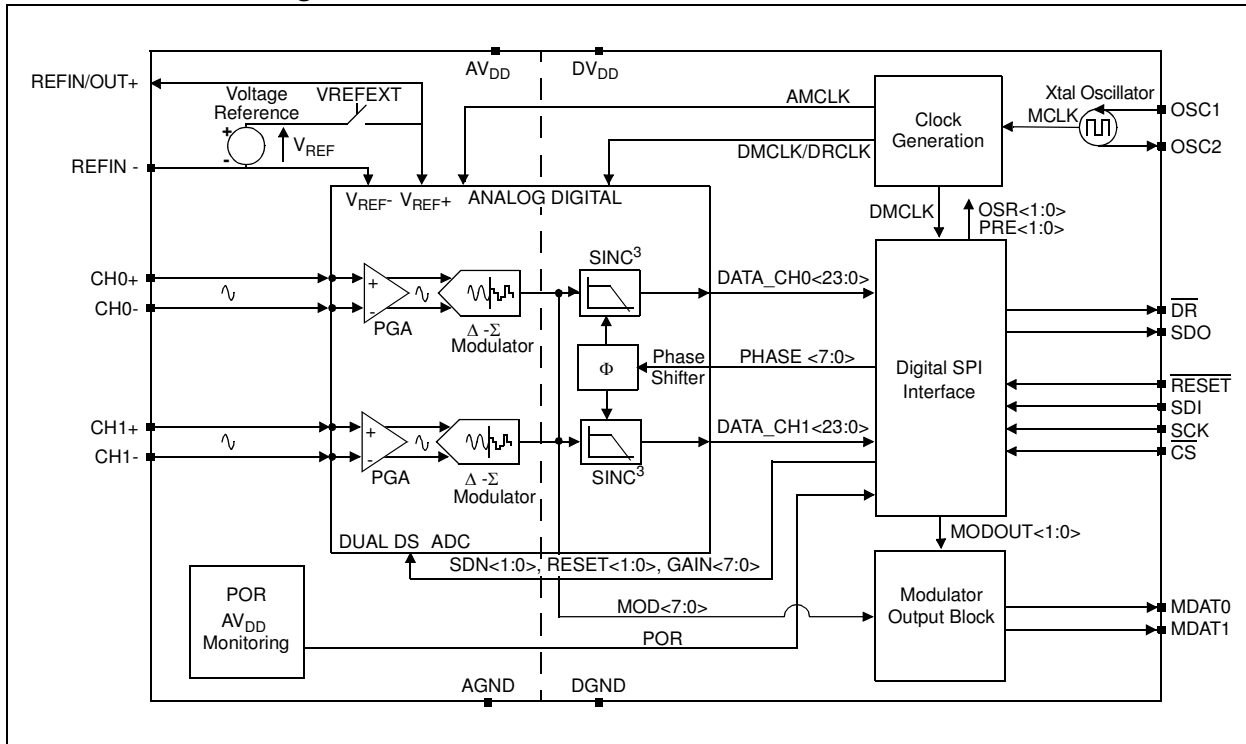 AVDD
DVDD
REFIN/OUT+
Voltage
Reference
VREFEXT
+
-
VREF
REFIN -
AMCLK
DMCLK/DRCLK
Clock
Generation
Xtal Oscillator
MCLK
OSC1
OSC2
VREF- VREF+
ANALOG DIGITAL
DMCLK
OSR<1:0>
PRE<1:0>
CH0+
CH0-
+
-
PGA
Δ -Σ
Modulator
SINC3
DATA_CH0<23:0>
Φ
Phase
Shifter
PHASE <7:0>
Digital SPI
Interface
DR
SDO
RESET
SDI
SCK
CS
CH1+
CH1-
+
-
PGA
Δ -Σ
Modulator
SINC3
DATA_CH1<23:0>
DUAL DS ADC
SDN<1:0>, RESET<1:0>, GAIN<7:0>
MODOUT<1:0>
POR
AVDD
Monitoring
MOD<7:0>
POR
Modulator
Output Block
MDAT0
MDAT1
AGND
DGND